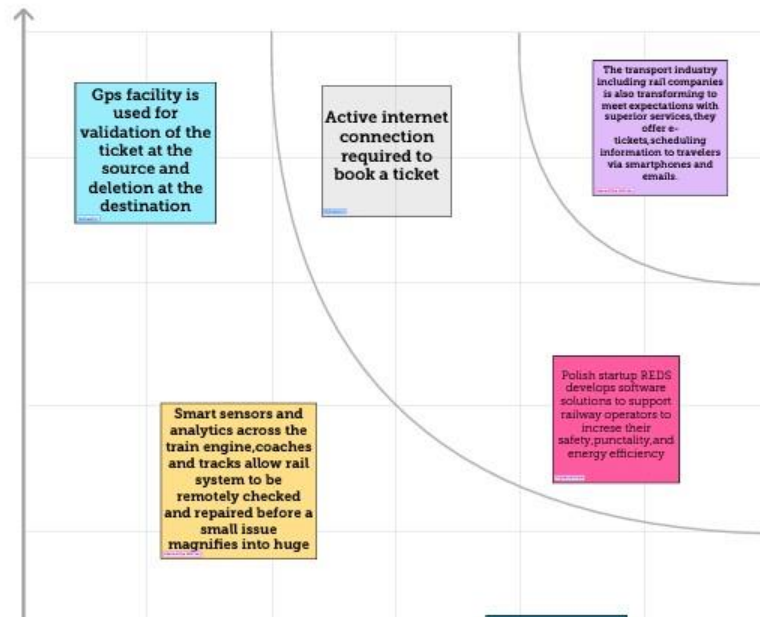 Gps facility is
used for
validation of the
ticket at the
source and
deletion at the
destination
Active internet
connection
required to
book a ticket
The transport industry
including rail companies
is also transforming to
meet expectations with
superior services,they
offer e-
tickets,scheduling
information to travelers
via smartphones and
emails.
Polish startup REDS
develops software
solutions to support
railway operators to
increse their
safety,punctality,and
energy efficiency
Smart sensors and
analytics across the
train engine,coaches
and tracks allow rail
system to be
remotely checked
and repaired before a
small issue
magnifies into huge